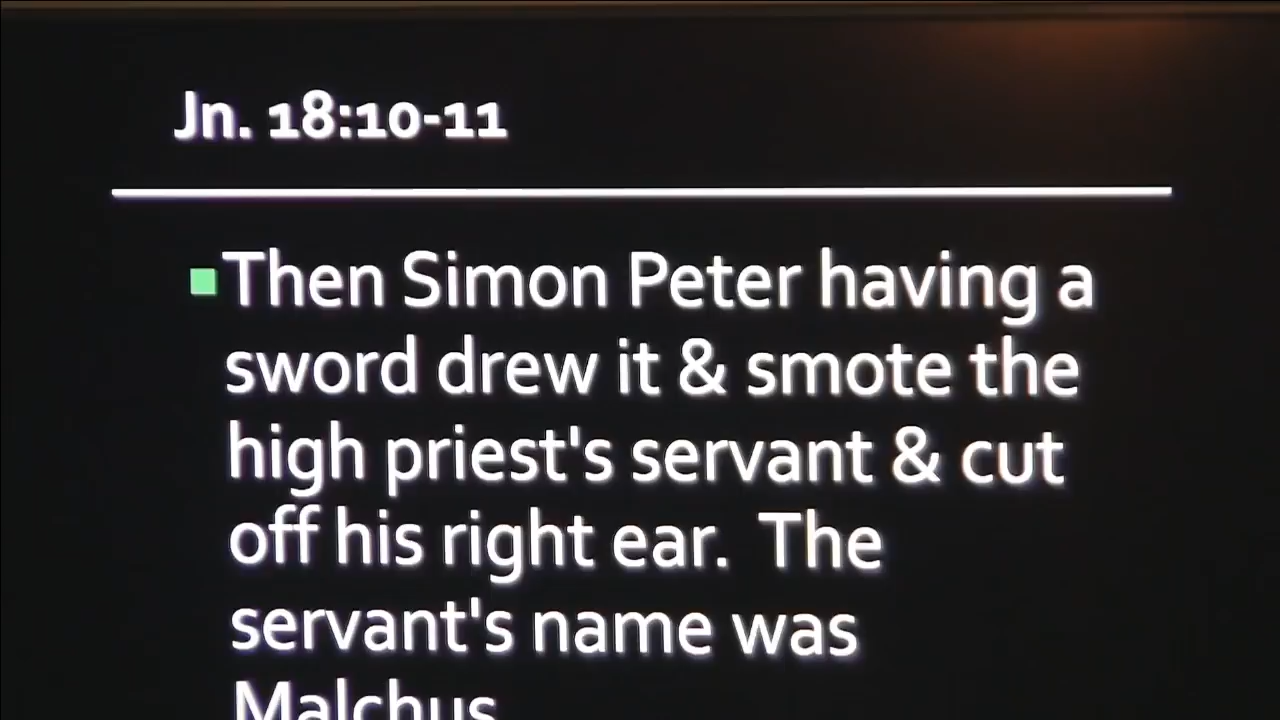 Jn. 18:10-11
Then Simon Peter having a
sword drew it & smote the
high priest's servant & cut
off his right ear.  The
servant's name was
Malchus